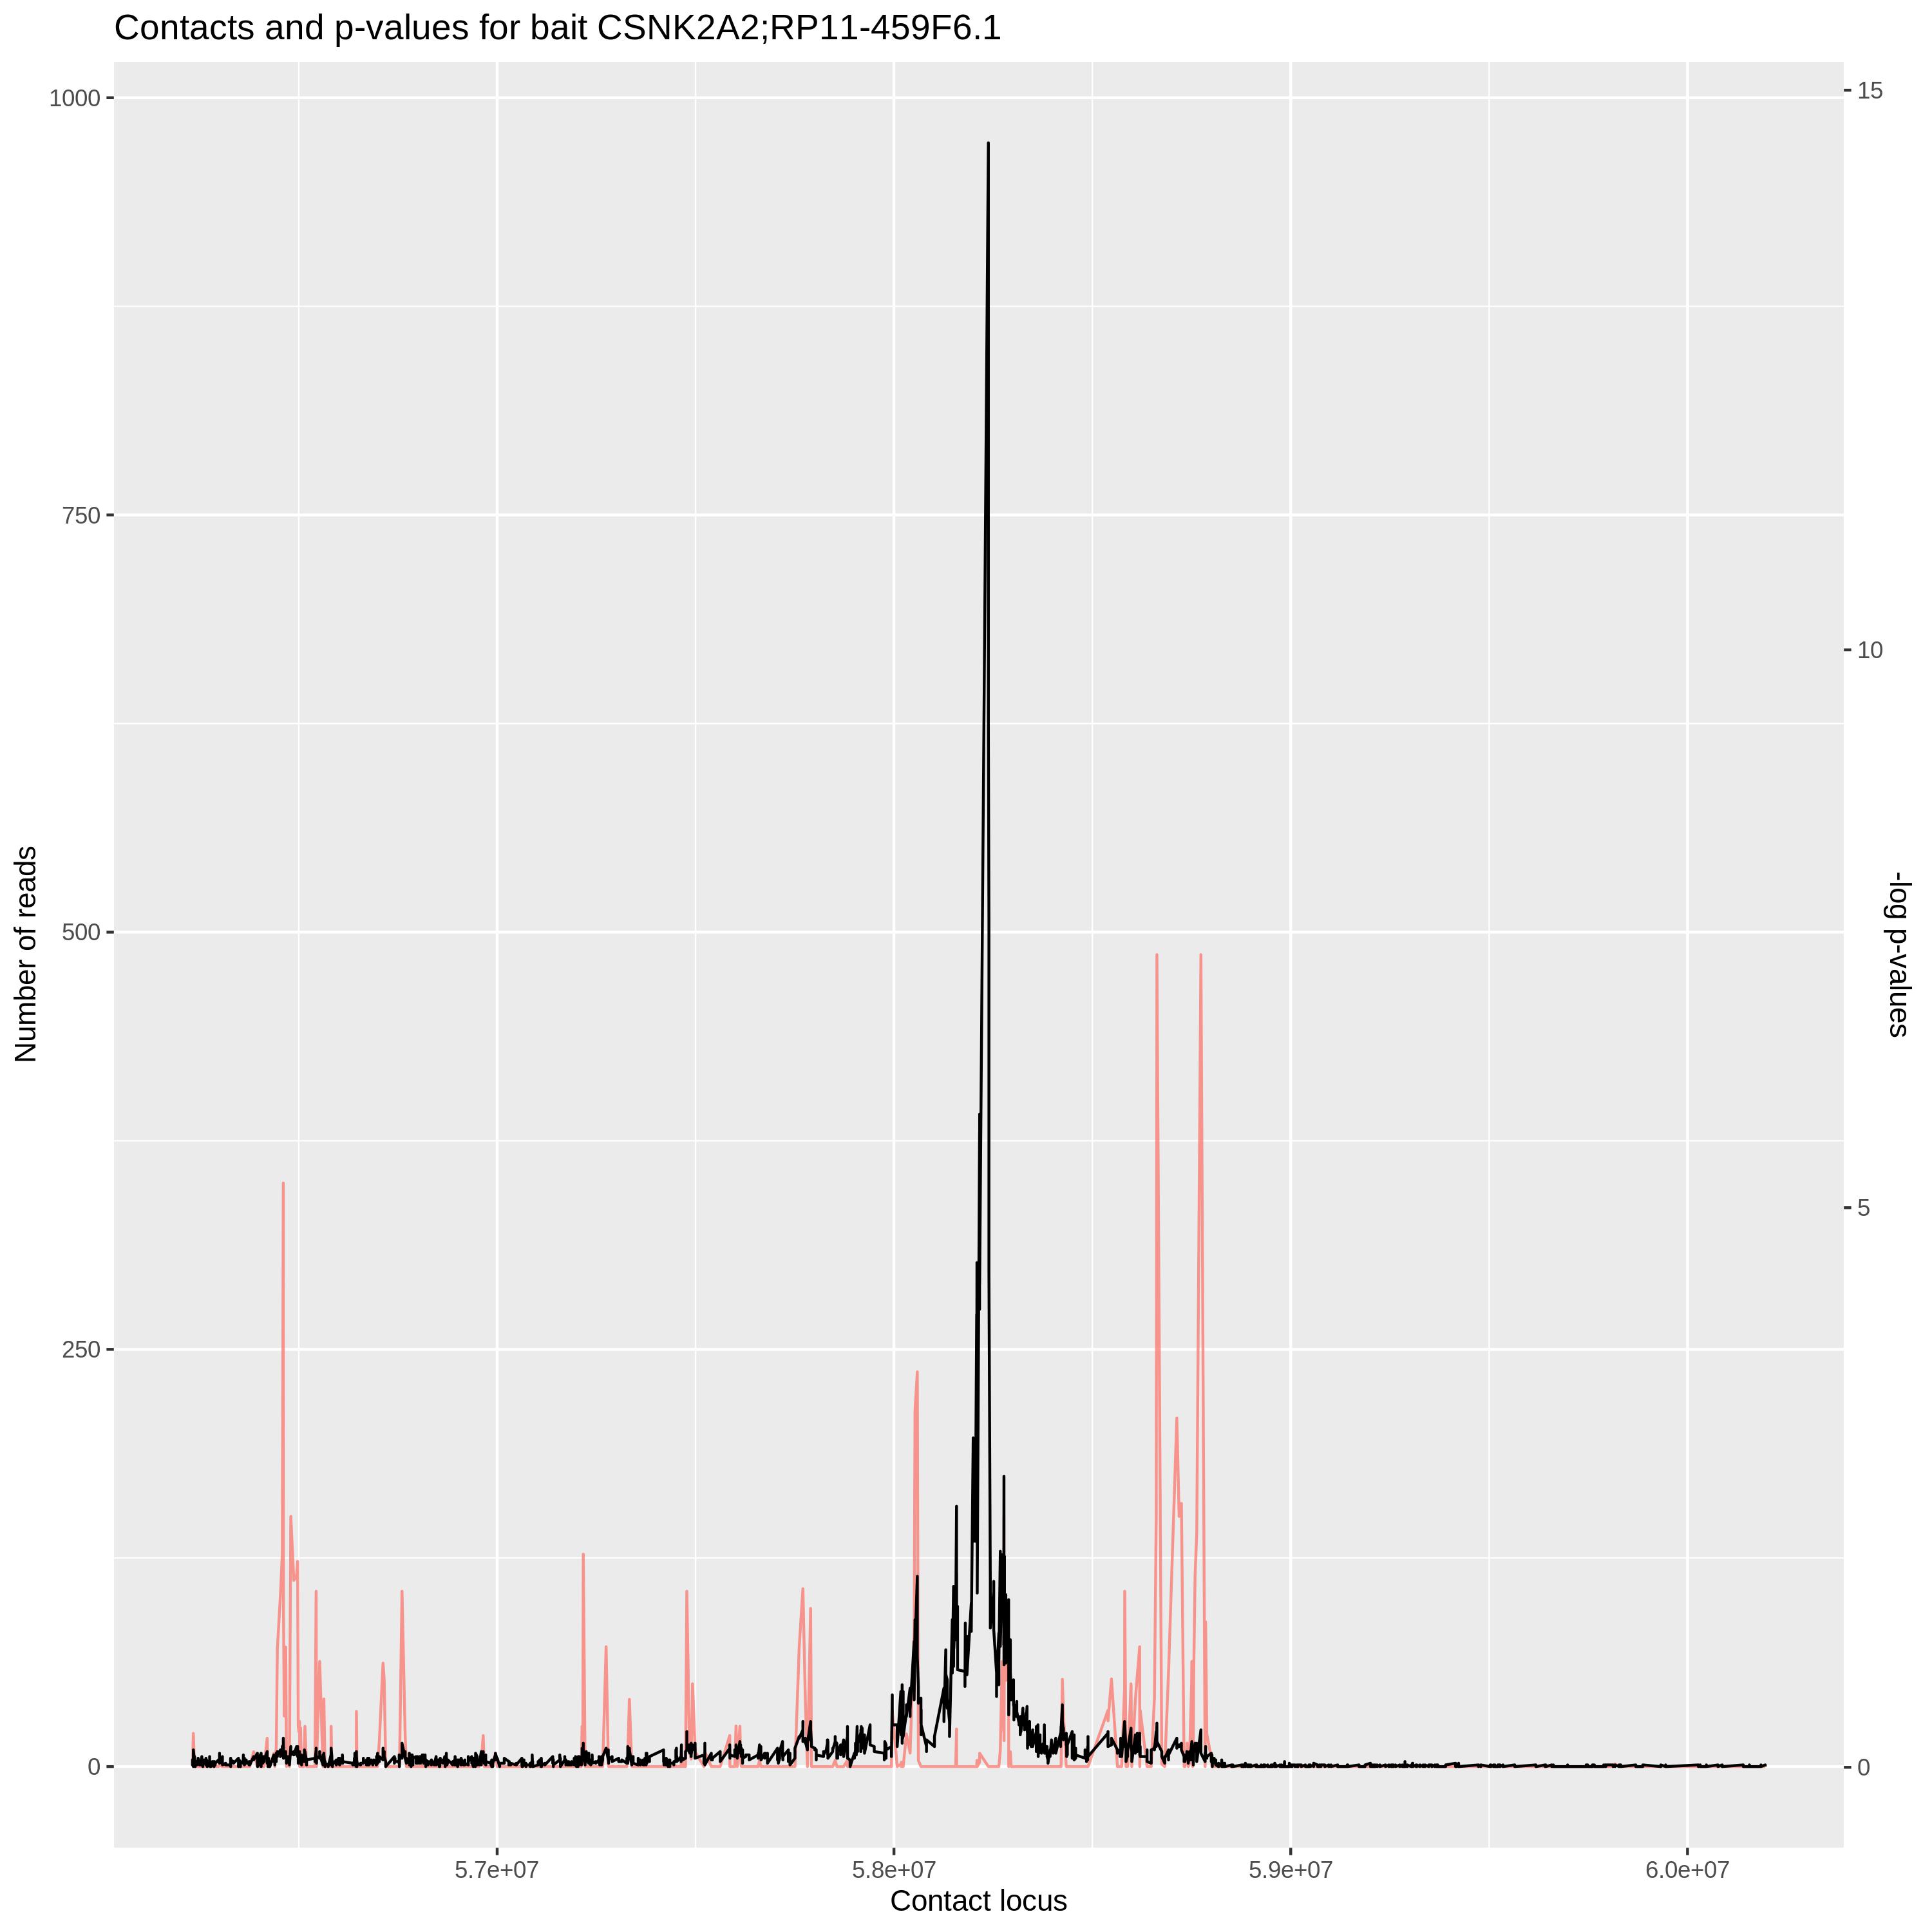 Contacts and p-values for bait CSNK2A2;RP11-459F6.1
1000
750
500
250
0
Number of reads
15
10
5
0
-log p-values
5.7e+07
5.8e+07
5.9e+07
6.0e+07
Contact locus